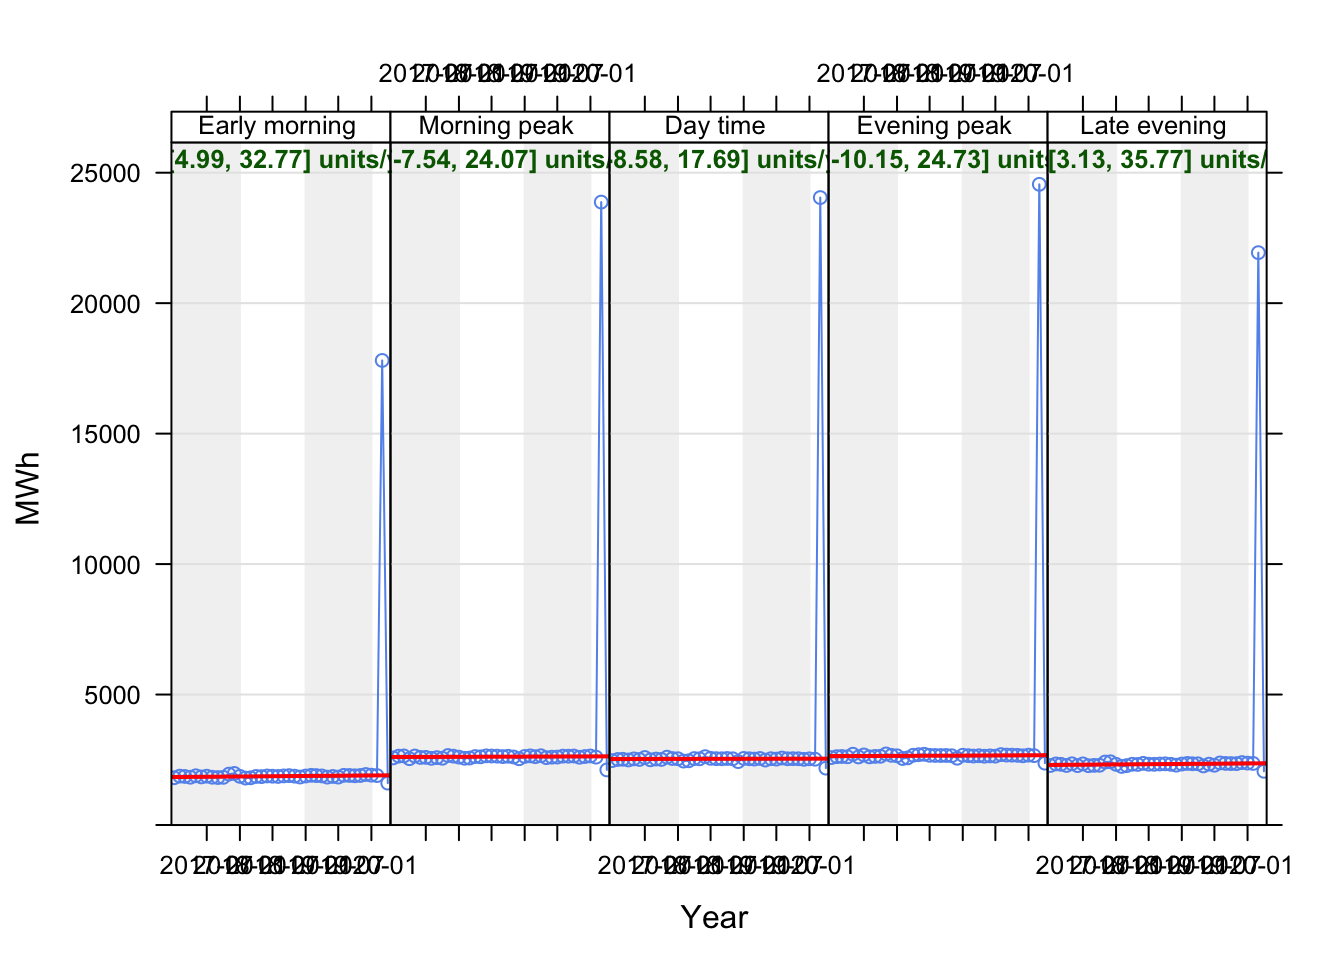 Early morning Morning peak Day time Evening peak Late evening
4.99, 32.77] units/ -7.54, 24.07] units/ 8.58, 17.69] units/ -10.15, 24.73] units [3.13, 35.77] units/
25000
20000
15000
10000
5000
MWh
Year